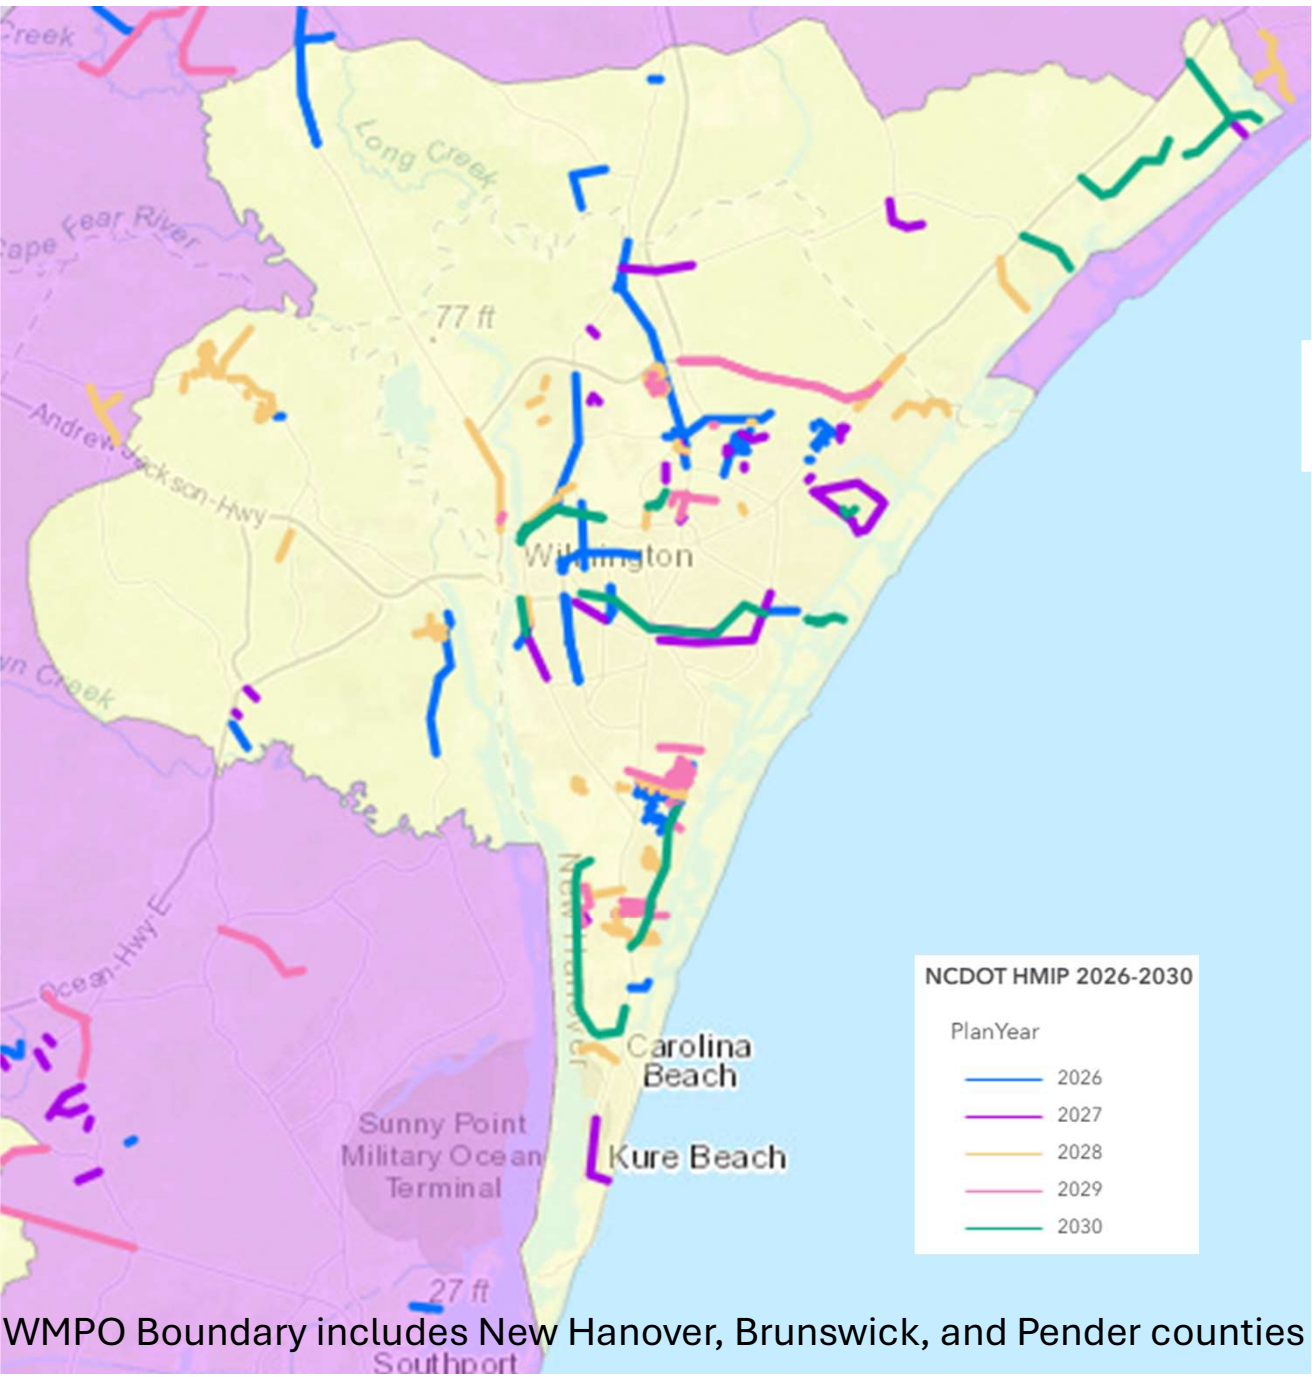 Creek
Long Creek
Cape Fear River
77 ft
Andrew Jackson-Hwy
Wilmington
wn Creek
New Hanover
Ocean-Hwy-E
NCDOT HMIP 2026-2030
PlanYear
2026
2027
2028
2029
2030
Carolina
Beach
Sunny Point
Military Ocean
Terminal
Kure Beach
27 ft
WMPO Boundary includes New Hanover, Brunswick, and Pender counties
Southport